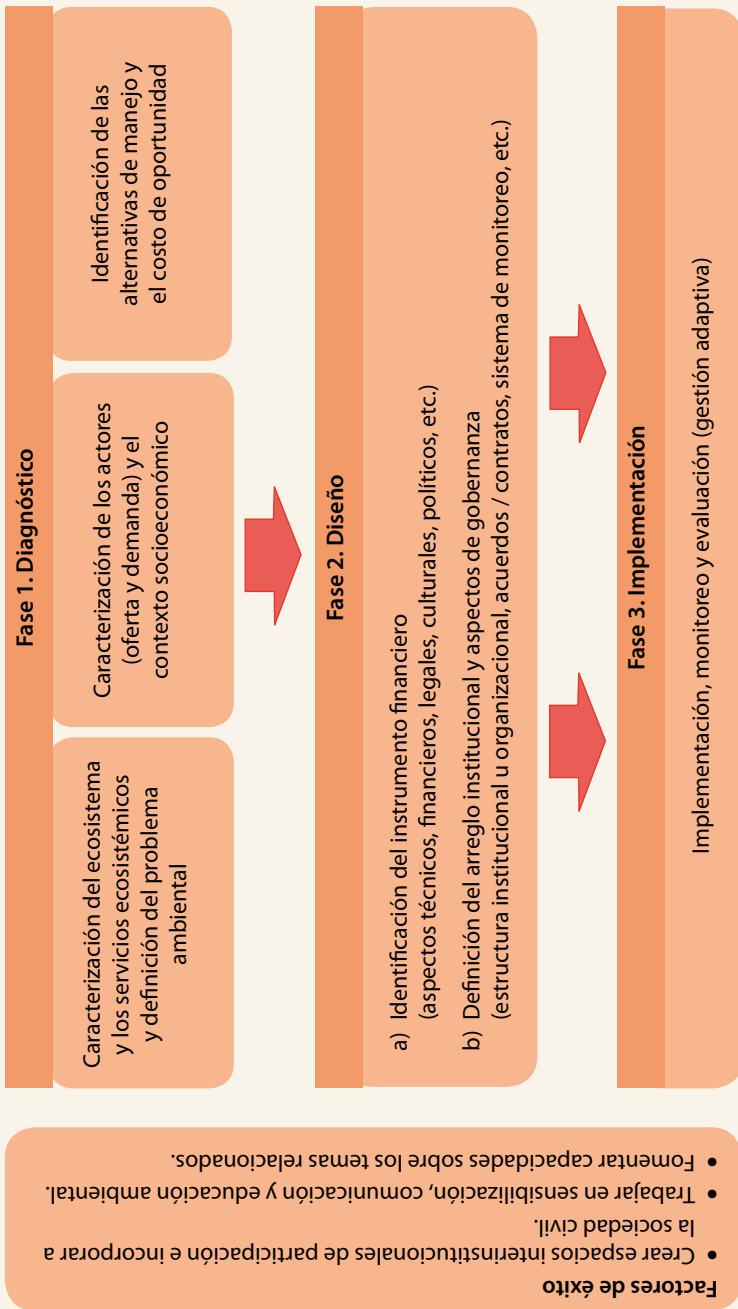 Factores de éxito
• Crear espacios interinstitucionales de participación e incorporar a
la sociedad civil.
• Trabajar en sensibilización, comunicación y educación ambiental.
• Fomentar capacidades sobre los temas relacionados.
Fase 1. Diagnóstico
Caracterización del ecosistema
y los servicios ecosistémicos
y definición del problema
ambiental
Caracterización de los actores
(oferta y demanda) y el
contexto socioeconómico
Identificación de las
alternativas de manejo y
el costo de oportunidad
Fase 2. Diseño
a) Identificación del instrumento financiero
(aspectos técnicos, financieros, legales, culturales, políticos, etc.)
b) Definición del arreglo institucional y aspectos de gobernanza
(estructura institucional u organizacional, acuerdos / contratos, sistema de monitoreo, etc.)
Fase 3. Implementación
Implementación, monitoreo y evaluación (gestión adaptiva)